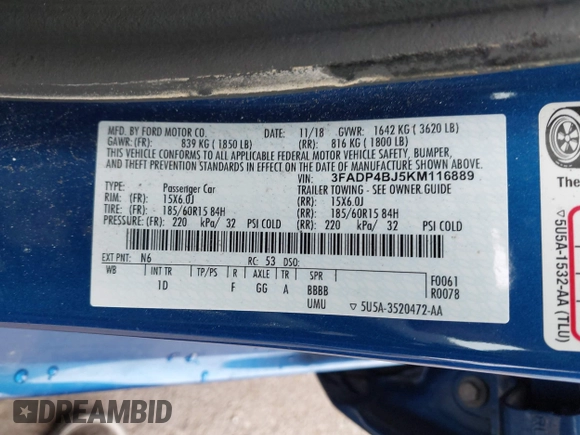 MFD. BY FORD MOTOR CO. DATE: 11/18 GVWR: 1642 KG ( 3620 LB)
GAWR: (FR): 839 KG ( 1850 LB) (RR): 816 KG ( 1800 LB)
THIS VEHICLE CONFORMS TO ALL APPLICABLE FEDERAL MOTOR VEHICLE SAFETY, BUMPER,
AND THEFT PREVENTION STANDARDS IN EFFECT ON THE DATE OF MANUFACTURE SHOWN ABOVE.
VIN: 3FADP4BJ5KM116889
TYPE: Passenger Car TRAILER TOWING - SEE OWNER GUIDE
RIM: (FR): 15X6.0J (RR): 15X6.0J
TIRE: (FR): 185/60R15 84H (RR): 185/60R15 84H
PRESSURE: (FR): 220 kPa/ 32 PSI COLD (RR): 220 kPa/ 32 PSI COLD
EXT PNT: N6 RC: 53 DSO:
WB INT TR TP/PS R AXLE TR SPR F0061
1D F GG A BBBB R0078
UMU ▽5U5A-3520472-AA
▽5U5A-1532-AA (TLU)
DREAMBID